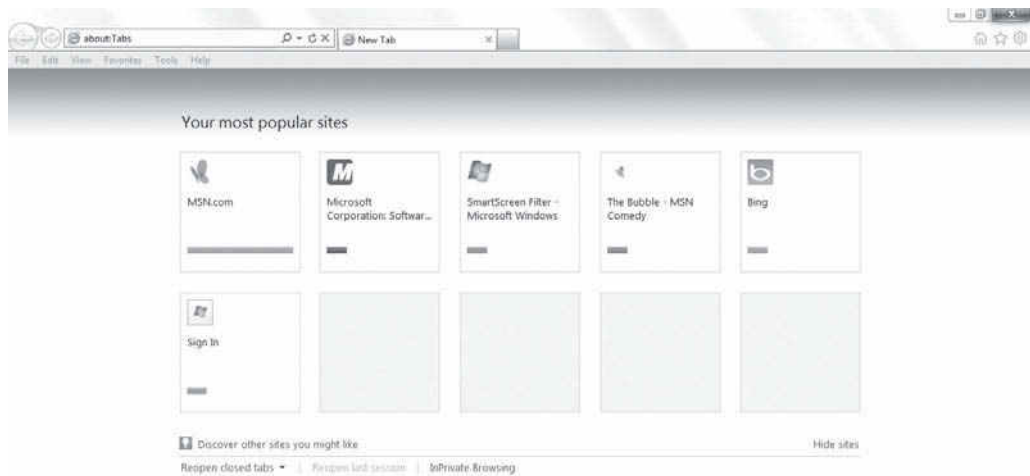 about:Tabs
New Tab
File Edit View Favorites Tools Help
Your most popular sites
MSN.com
Microsoft
Corporation: Softwar...
SmartScreen Filter -
Microsoft Windows
The Bubble - MSN
Comedy
Bing
Sign In
Discover other sites you might like
Hide sites
Reopen closed tabs
Reopen last session
InPrivate Browsing